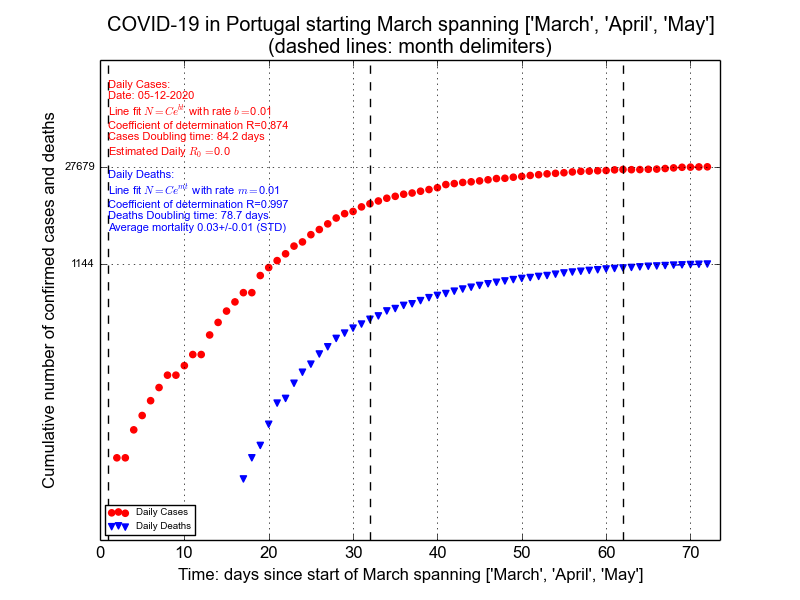 COVID-19 in Portugal starting March spanning ['March', 'April', 'May']
(dashed lines: month delimiters)
Daily Cases:
Date: 05-12-2020
Line fit N = Ce^{bt} with rate b =0.01
Coefficient of determination R=0.874
Cases Doubling time: 84.2 days
Estimated Daily R_0 =0.0
Daily Deaths:
Line fit N = Ce^{mt} with rate m =0.01
Coefficient of determination R=0.997
Deaths Doubling time: 78.7 days
Average mortality 0.03+/-0.01 (STD)
27679
1144
Cumulative number of confirmed cases and deaths
Daily Cases
Daily Deaths
0 10 20 30 40 50 60 70
Time: days since start of March spanning ['March', 'April', 'May']